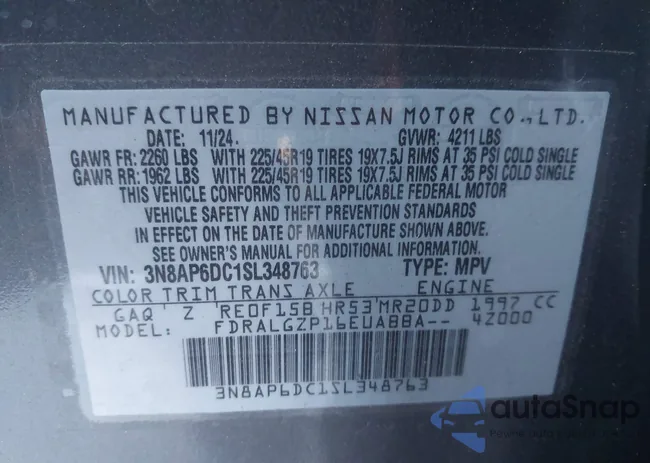 MANUFACTURED BY NISSAN MOTOR CO., LTD.
DATE: 11/24. GVWR: 4211 LBS
GAWR FR: 2260 LBS WITH 225/45R19 TIRES 19X7.5J RIMS AT 35 PSI COLD SINGLE
GAWR RR: 1962 LBS WITH 225/45R19 TIRES 19X7.5J RIMS AT 35 PSI COLD SINGLE
THIS VEHICLE CONFORMS TO ALL APPLICABLE FEDERAL MOTOR
VEHICLE SAFETY AND THEFT PREVENTION STANDARDS
IN EFFECT ON THE DATE OF MANUFACTURE SHOWN ABOVE.
SEE OWNER'S MANUAL FOR ADDITIONAL INFORMATION
VIN: 3N8AP6DC1SL348763 TYPE: MPV
COLOR TRIM TRANS AXLE ENGINE
GAQ Z RE0F15B HR53 MR20DD 1997 CC
MODEL: FDRALGZP16EUABBA-- 4Z000
3N8AP6DC1SL348763
autaSnap